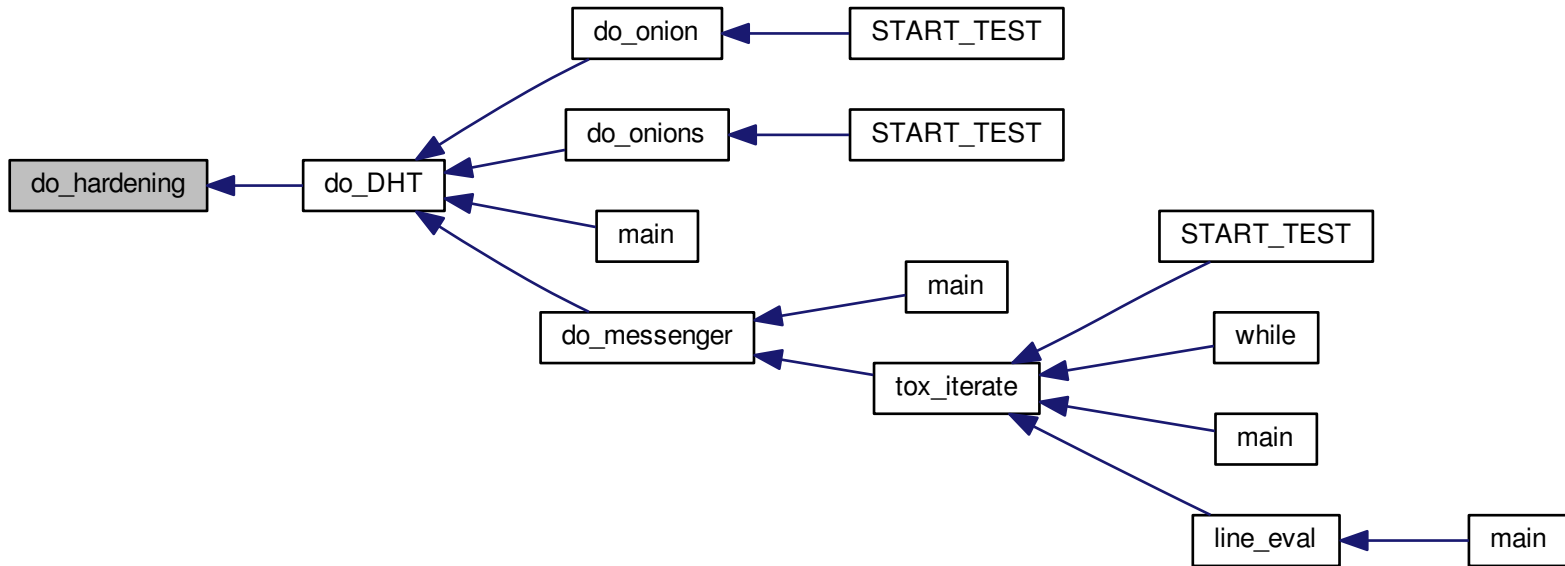 do_onion
START_TEST
do_onions
START_TEST
do_hardening
do_DHT
main
START_TEST
main
do_messenger
while
tox_iterate
main
line_eval
main